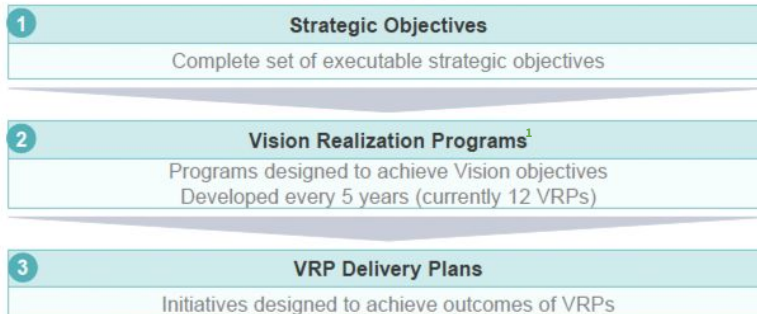 1
Strategic Objectives
Complete set of executable strategic objectives
2
Vision Realization Programs¹
Programs designed to achieve Vision objectives
Developed every 5 years (currently 12 VRPs)
3
VRP Delivery Plans
Initiatives designed to achieve outcomes of VRPs